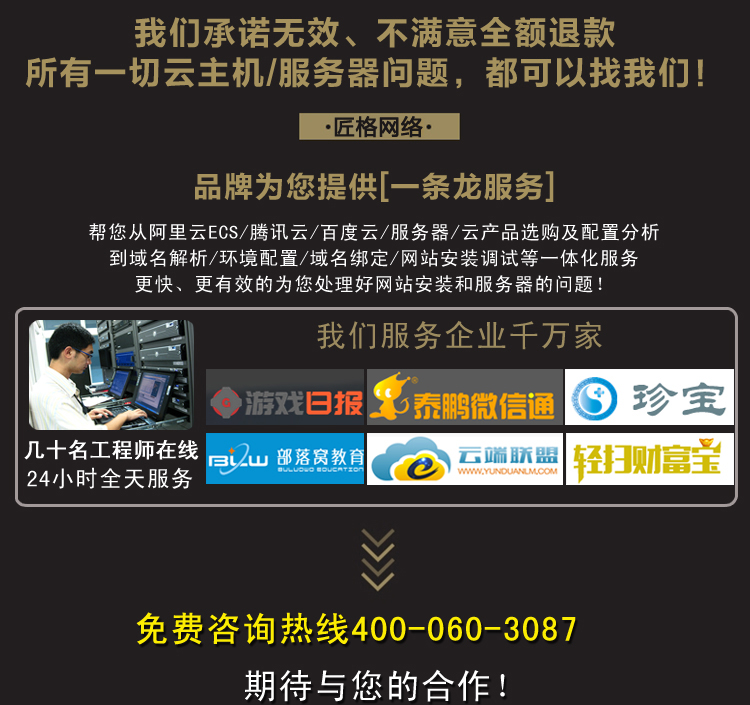 我们承诺无效、不满意全额退款
所有一切云主机/服务器问题，都可以找我们！
·匠格网络·
品牌为您提供[一条龙服务]
帮您从阿里云ECS/腾讯云/百度云/服务器/云产品选购及配置分析
到域名解析/环境配置/域名绑定/网站安装调试等一体化服务
更快、更有效的为您处理好网站安装和服务器的问题！
我们服务企业千万家
游戏日报
泰鹏微信通
珍宝
BLW 部落窝教育
BULUOWO EDUCATION
云端联盟
WWW.YUNDUANLM.COM
轻扫财富宝
几十名工程师在线
24小时全天服务
免费咨询热线400-060-3087
期待与您的合作！